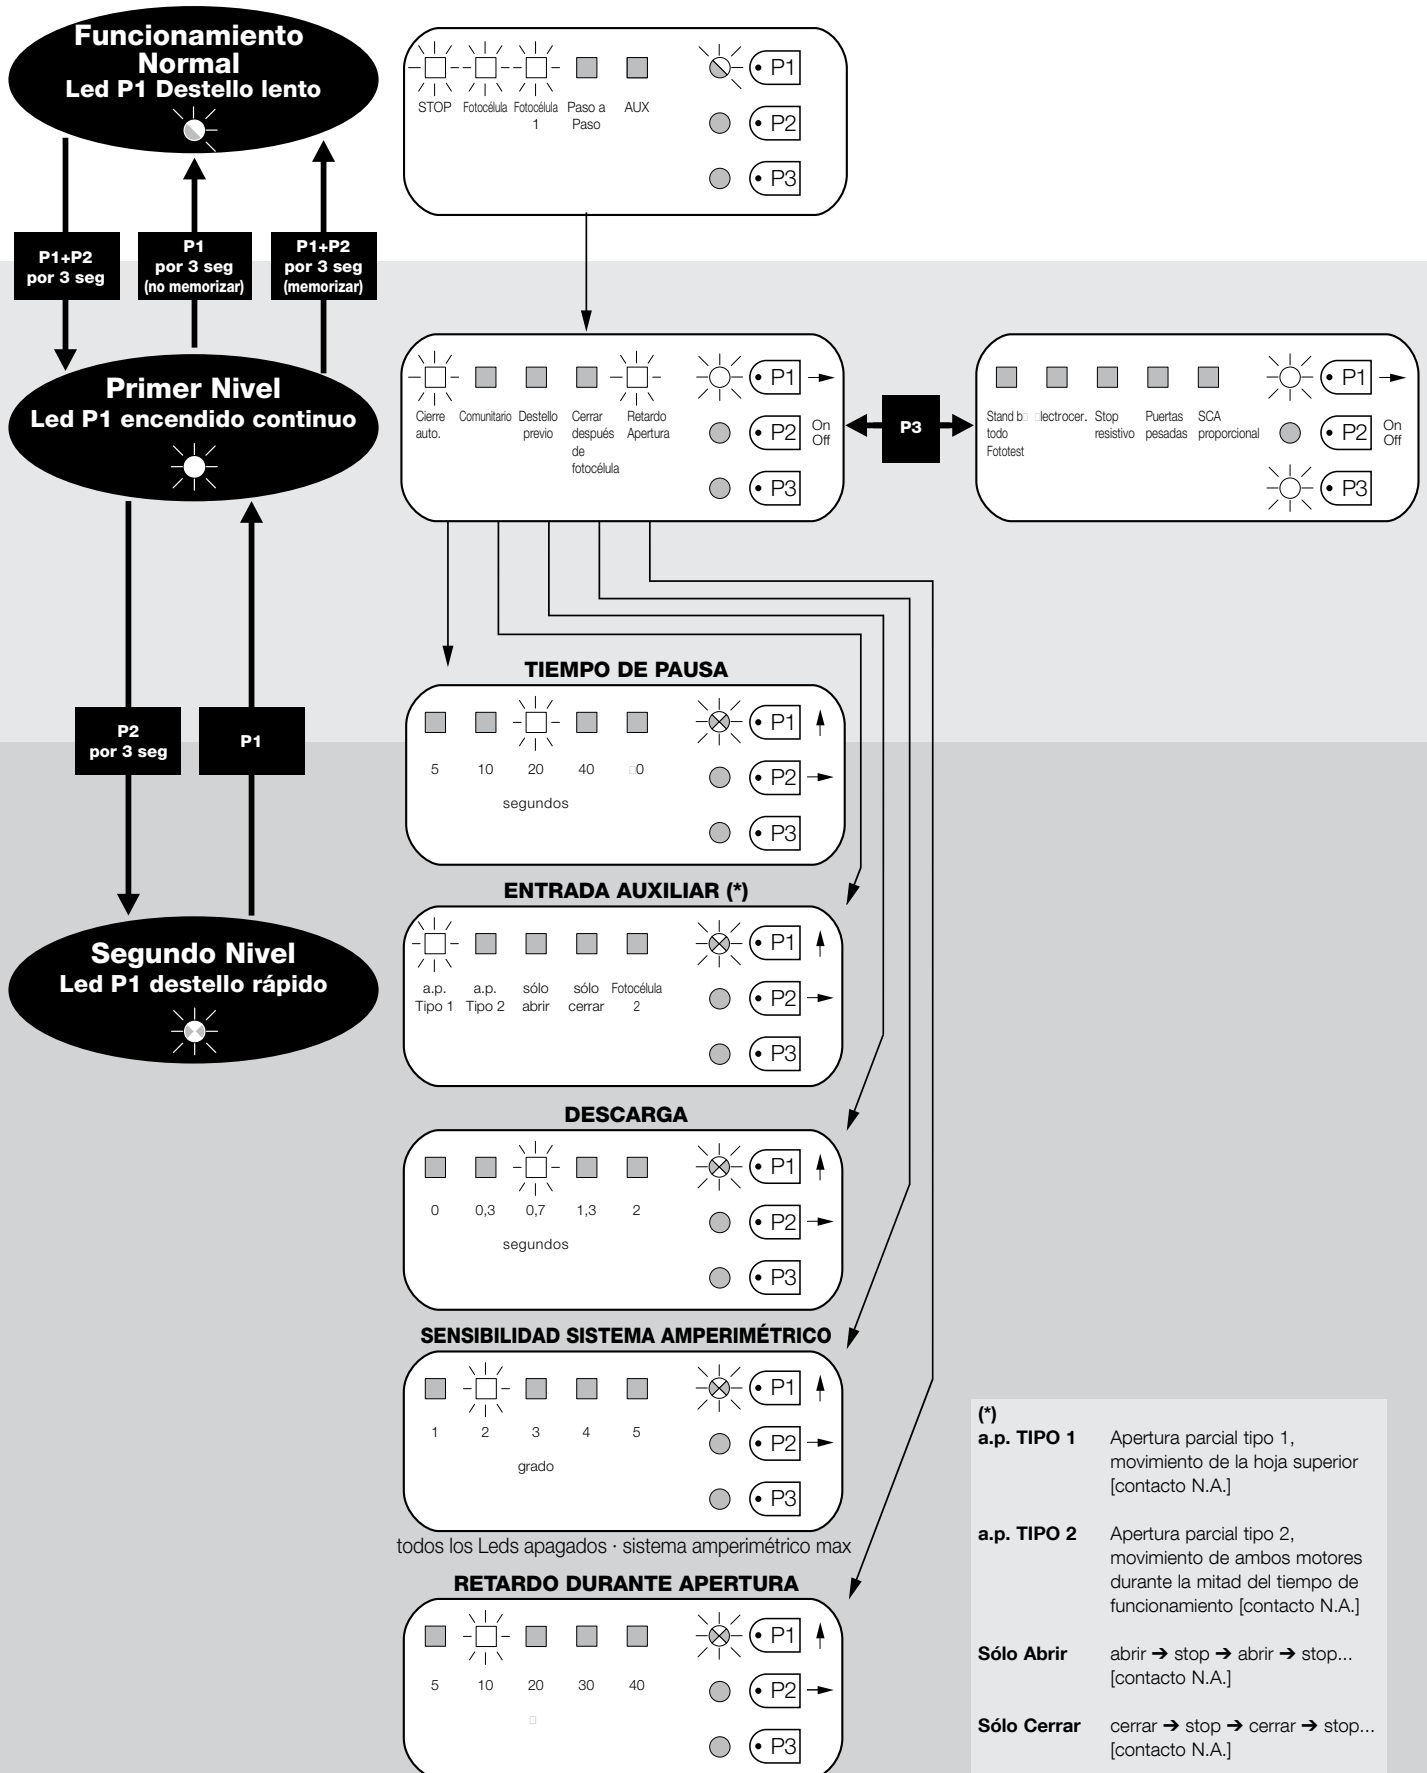 Funcionamiento
Normal
Led P1 Destello lento
STOP
Fotocélula
Fotocélula
1
Paso a
Paso
AUX
P1
P2
P3
P1+P2
por 3 seg
P1
por 3 seg
(no memorizar)
P1+P2
por 3 seg
(memorizar)
Primer Nivel
Led P1 encendido continuo
Cierre
auto.
Comunitario
Destello
previo
Cerrar
después
de
fotocélula
Retardo
Apertura
P1
P2
On
Off
P3
P3
Stand
todo
Fototest
Stop
resistivo
Puertas
pesadas
SCA
proporcional
P1
P2
On
Off
P3
P2
por 3 seg
P1
TIEMPO DE PAUSA
5
10
20
40
segundos
P1
P2
P3
Segundo Nivel
Led P1 destello rápido
ENTRADA AUXILIAR (*)
a.p.
Tipo 1
a.p.
Tipo 2
sólo
abrir
sólo
cerrar
Fotocélula
2
P1
P2
P3
DESCARGA
0
0,3
0,7
1,3
2
segundos
P1
P2
P3
SENSIBILIDAD SISTEMA AMPERIMÉTRICO
1
2
3
4
5
grado
P1
P2
P3
todos los Leds apagados · sistema amperimétrico max
RETARDO DURANTE APERTURA
5
10
20
30
40
P1
P2
P3
(*)
a.p. TIPO 1 Apertura parcial tipo 1,
movimiento de la hoja superior
[contacto N.A.]
a.p. TIPO 2 Apertura parcial tipo 2,
movimiento de ambos motores
durante la mitad del tiempo de
funcionamiento [contacto N.A.]
Sólo Abrir abrir ➔ stop ➔ abrir ➔ stop...
[contacto N.A.]
Sólo Cerrar cerrar ➔ stop ➔ cerrar ➔ stop...
[contacto N.A.]